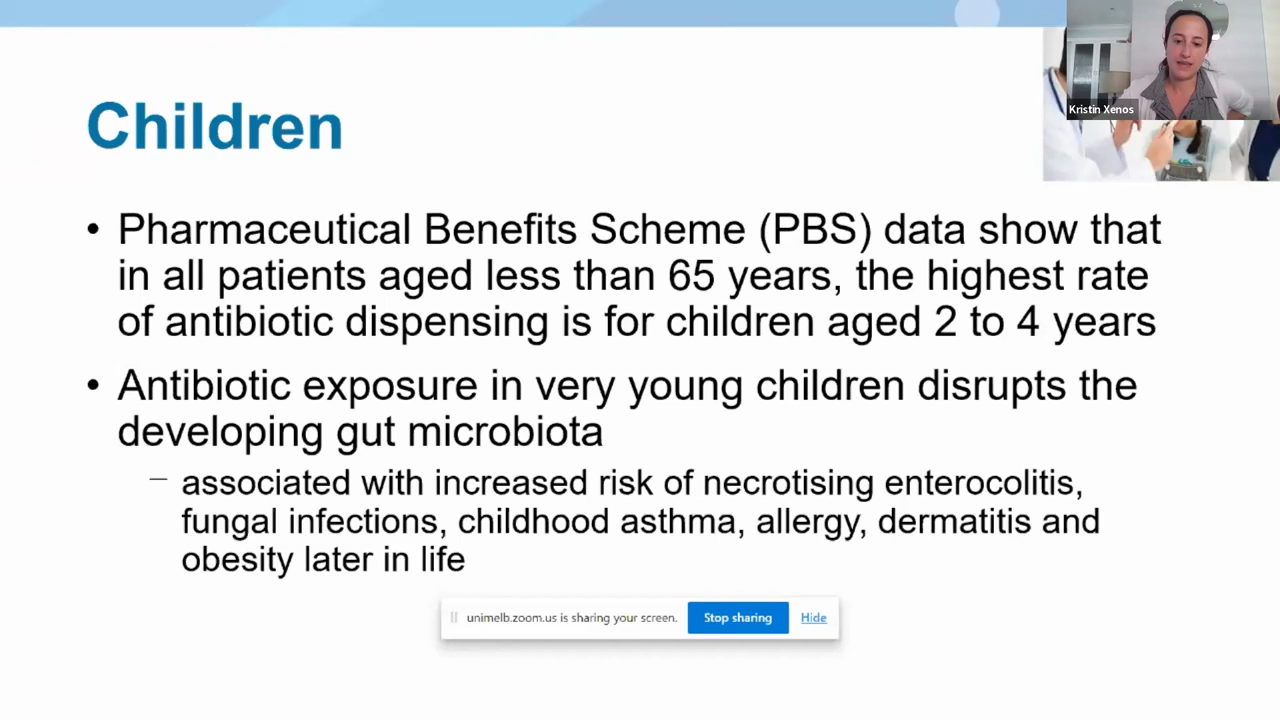 Kristin Xenos
Children
• Pharmaceutical Benefits Scheme (PBS) data show that
in all patients aged less than 65 years, the highest rate
of antibiotic dispensing is for children aged 2 to 4 years
• Antibiotic exposure in very young children disrupts the
developing gut microbiota
– associated with increased risk of necrotising enterocolitis,
fungal infections, childhood asthma, allergy, dermatitis and
obesity later in life
unimelb.zoom.us is sharing your screen. Stop sharing Hide